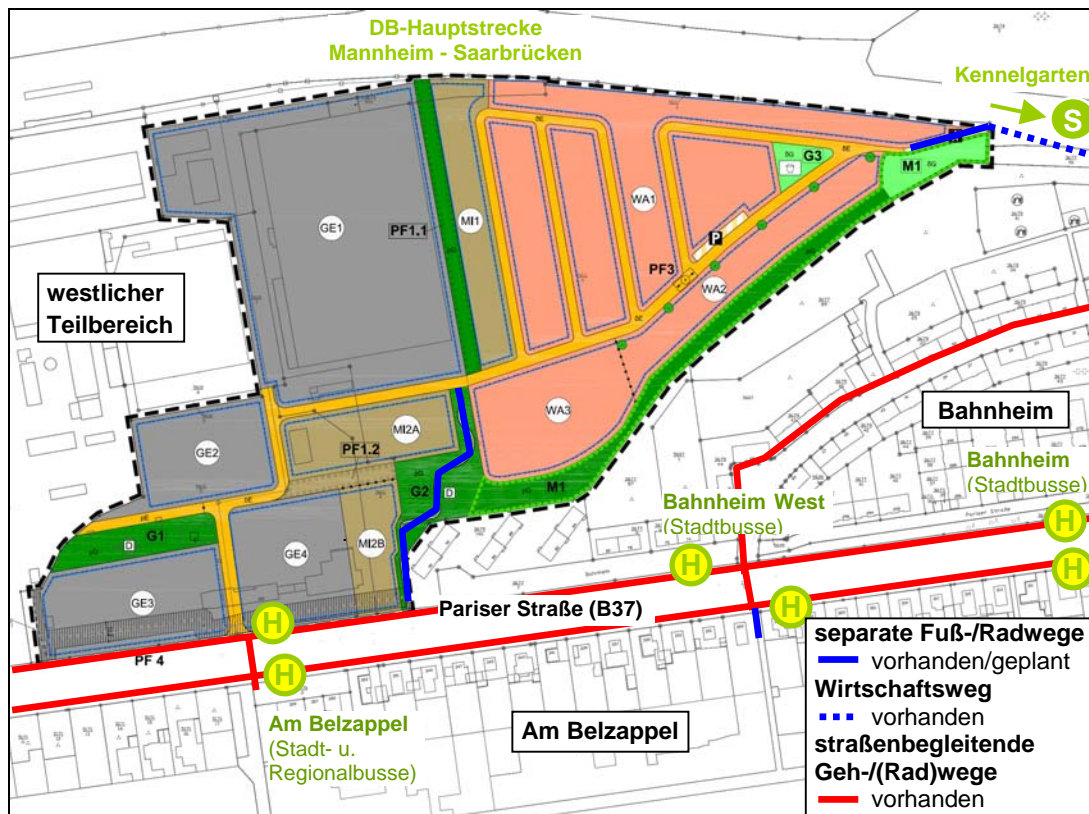 DB-Hauptstrecke
Mannheim - Saarbrücken
Kennelgarten
S
westlicher
Teilbereich
GE1
PF1.1
MI1
WA1
G3
M1
P
PF3
WA2
WA3
GE2
MI2A
PF1.2
G2
D
M1
G1
D
MI2B
GE4
GE3
PF 4
Bahnheim
Bahnheim
(Stadtbusse)
Bahnheim West
(Stadtbusse)
H
H
H
H
H
H
Pariser Straße
Pariser Straße (B37)
Am Belzappel
(Stadt- u.
Regionalbusse)
Am Belzappel
separate Fuß-/Radwege
vorhanden/geplant
Wirtschaftsweg
vorhanden
straßenbegleitende
Geh-/(Rad)wege
vorhanden